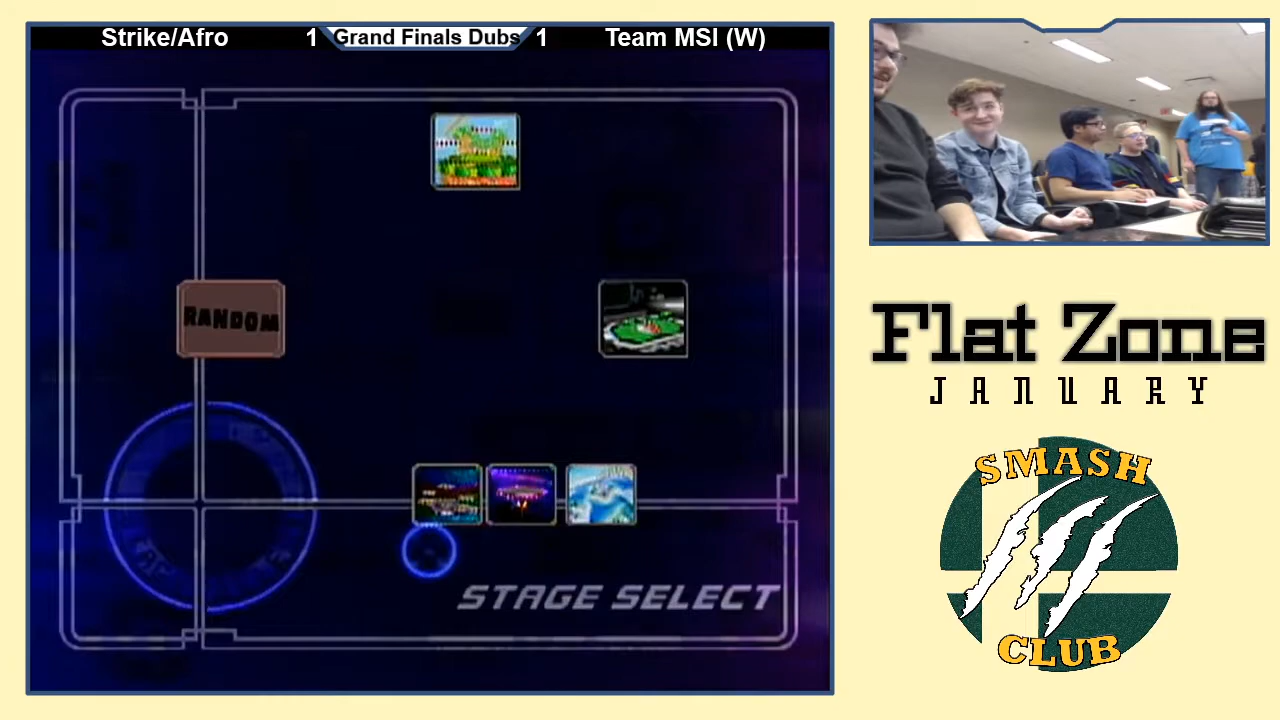 Strike/Afro 1 Grand Finals Dubs 1 Team MSI (W)
RANDOM
STAGE SELECT
Flat Zone
JANUARY
SMASH
CLUB